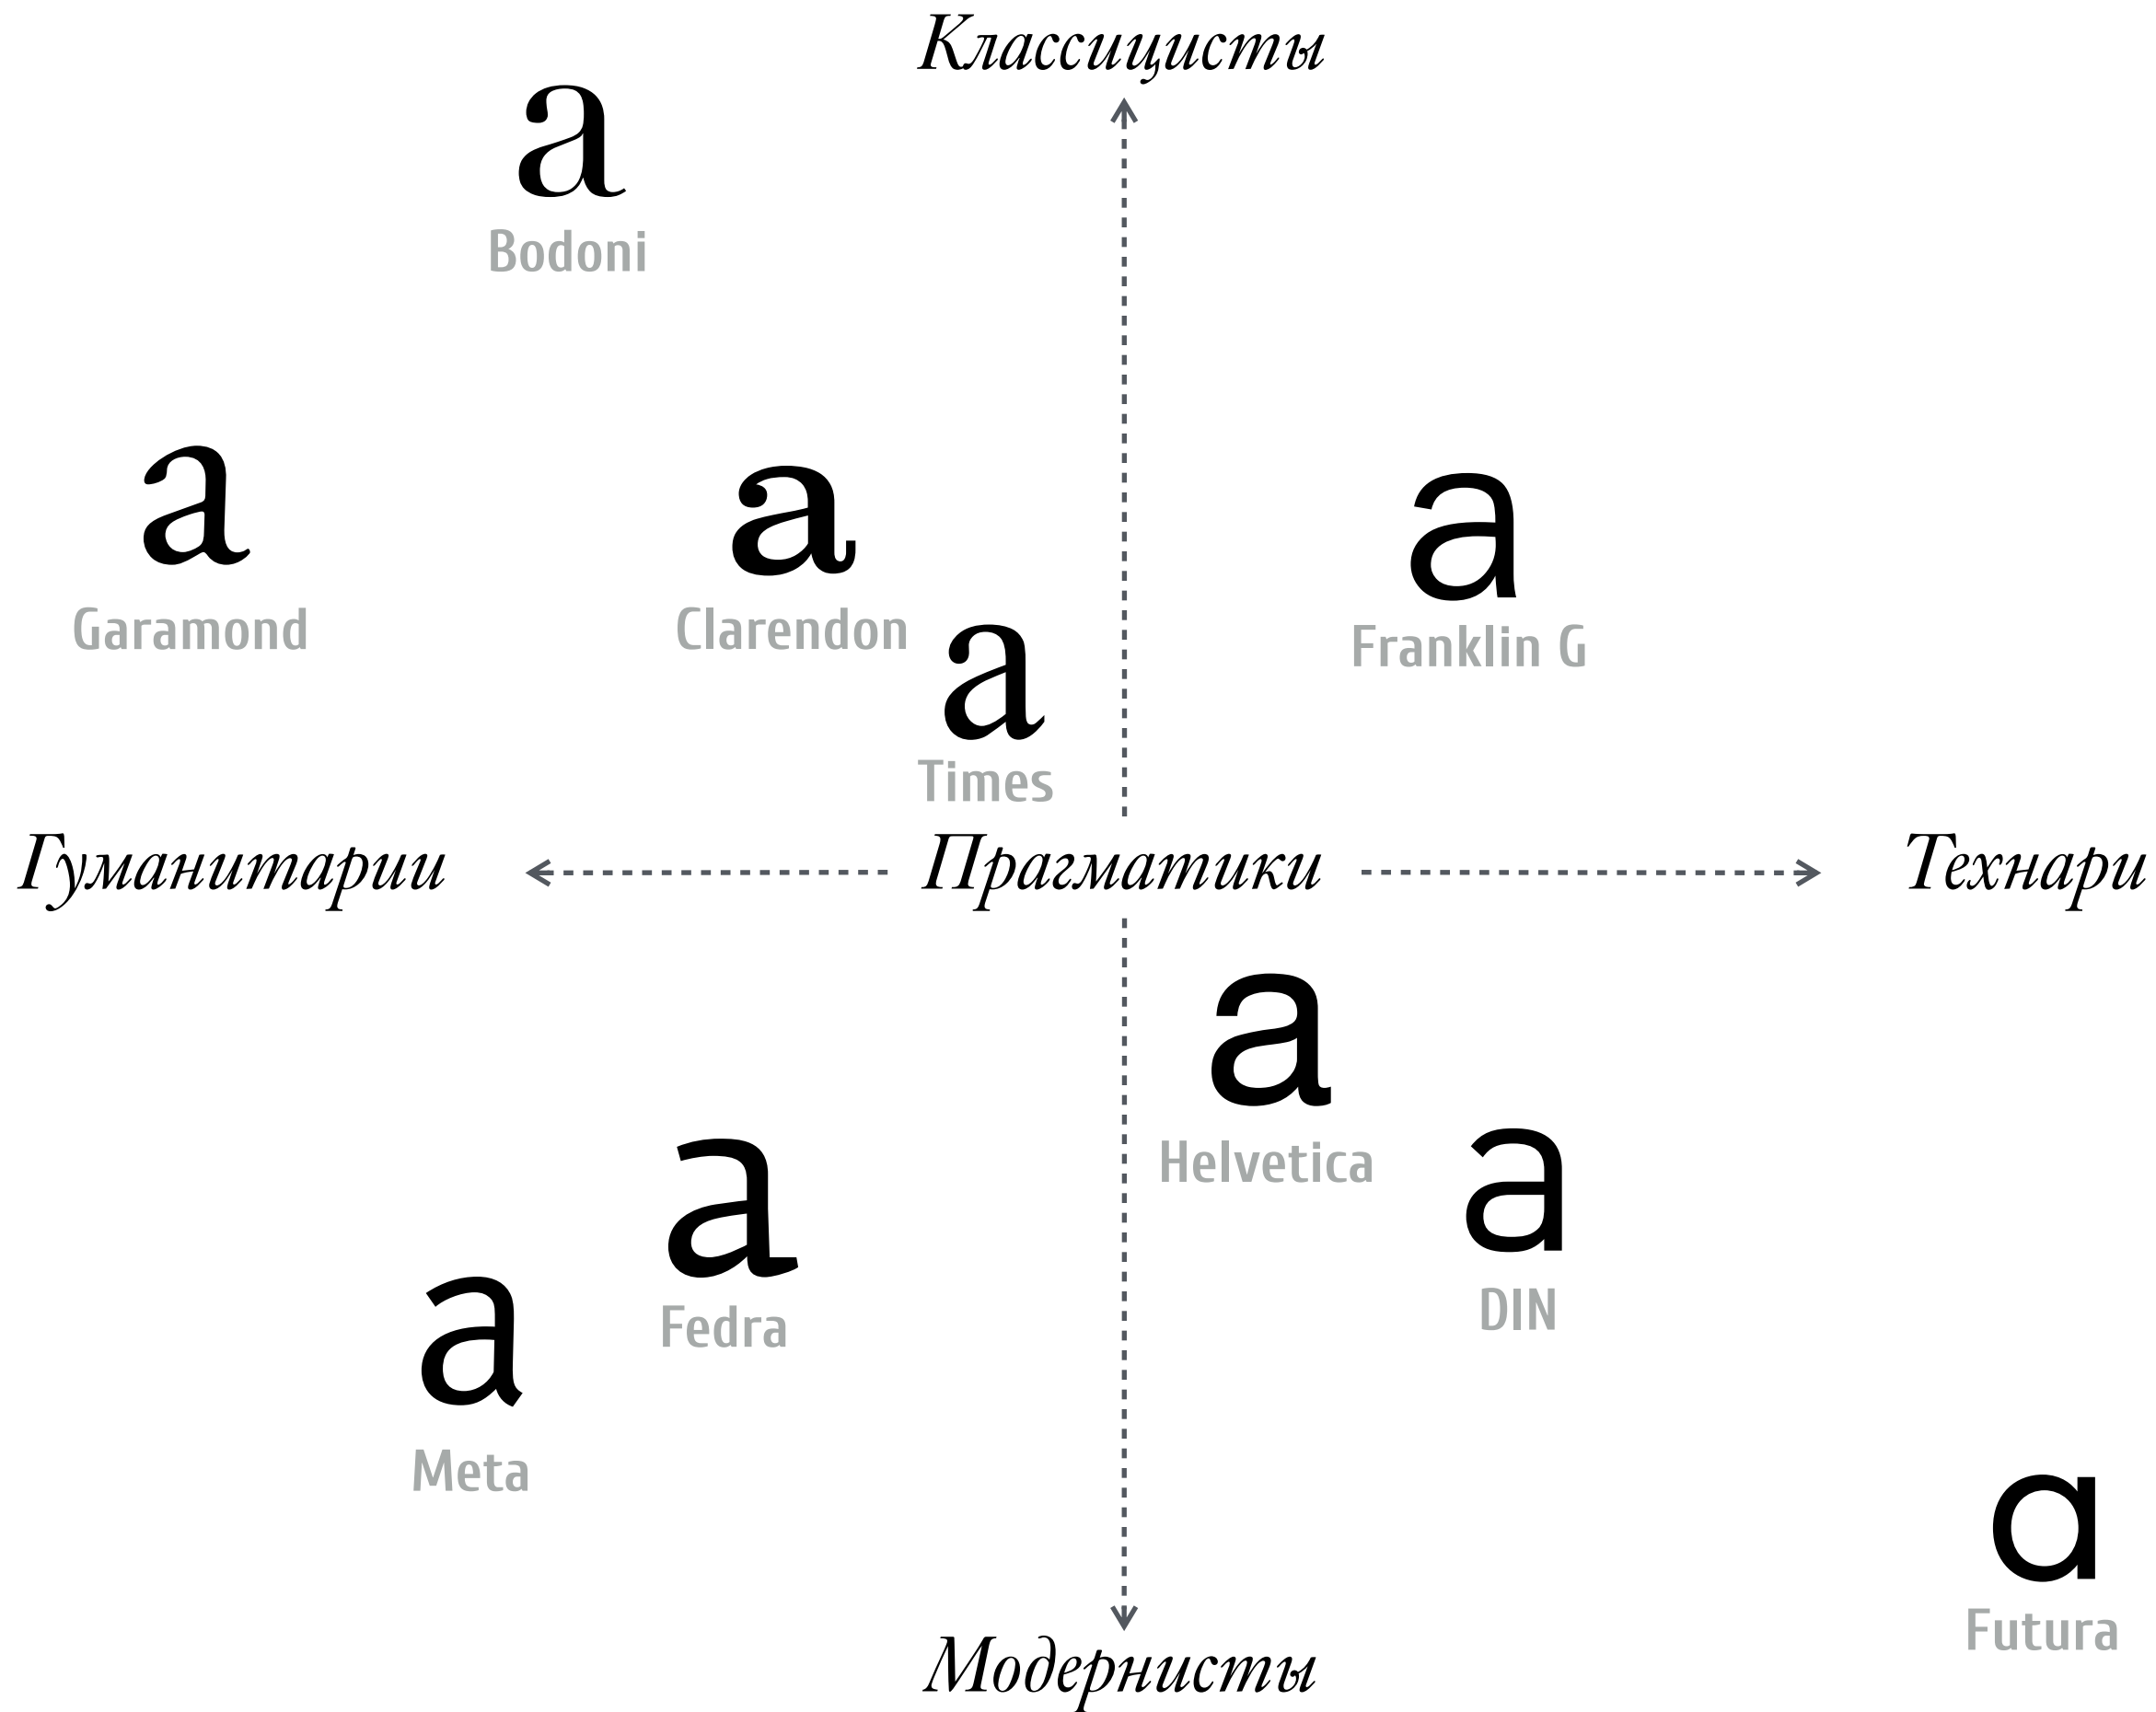 Классицисты
a
Bodoni
a
Garamond
a
Clarendon
a
Franklin G
a
Times
Гуманитарии
Прагматики
Технари
a
Helvetica
a
DIN
a
Fedra
a
Meta
a
Futura
Модернисты